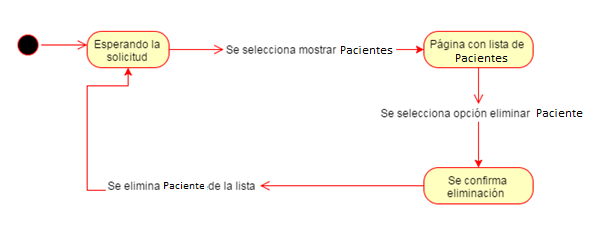 Esperando la
solicitud
Se selecciona mostrar Pacientes
Página con lista de
Pacientes
Se selecciona opción eliminar Paciente
Se confirma
eliminación
Se elimina Paciente de la lista